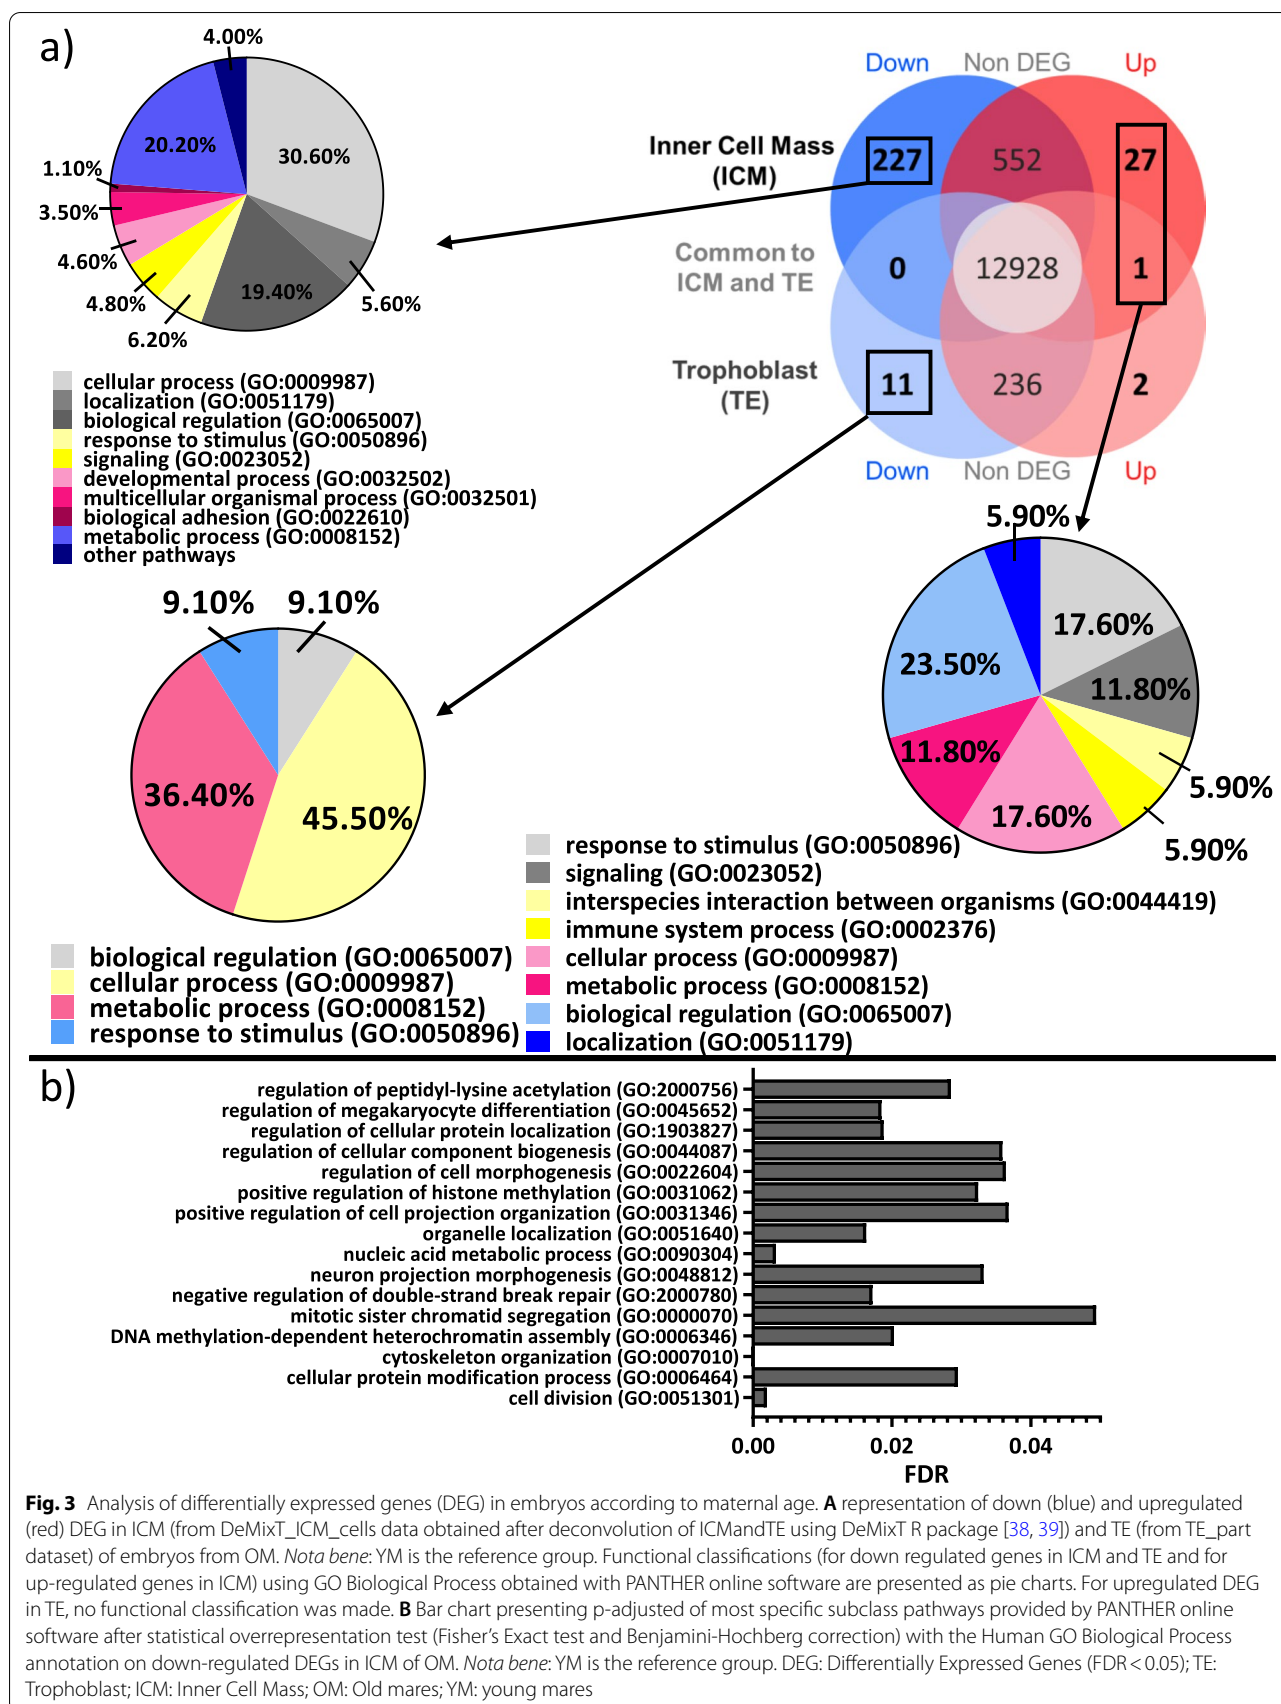 a)
4.00%
30.60%
20.20%
1.10%
3.50%
4.60%
4.80%
6.20%
19.40%
5.60%
cellular process (GO:0009987)
localization (GO:0051179)
biological regulation (GO:0065007)
response to stimulus (GO:0050896)
signaling (GO:0023052)
developmental process (GO:0032502)
multicellular organismal process (GO:0032501)
biological adhesion (GO:0022610)
metabolic process (GO:0008152)
other pathways
Down Non DEG Up
Inner Cell Mass
(ICM)
227 552 27
Common to
ICM and TE
0 12928 1
Trophoblast
(TE)
11 236 2
Down Non DEG Up
9.10% 9.10%
36.40%
45.50%
biological regulation (GO:0065007)
cellular process (GO:0009987)
metabolic process (GO:0008152)
response to stimulus (GO:0050896)
5.90%
17.60%
23.50%
11.80%
11.80%
5.90%
17.60%
5.90%
response to stimulus (GO:0050896)
signaling (GO:0023052)
interspecies interaction between organisms (GO:0044419)
immune system process (GO:0002376)
cellular process (GO:0009987)
metabolic process (GO:0008152)
biological regulation (GO:0065007)
localization (GO:0051179)
b)
regulation of peptidyl-lysine acetylation (GO:2000756)
regulation of megakaryocyte differentiation (GO:0045652)
regulation of cellular protein localization (GO:1903827)
regulation of cellular component biogenesis (GO:0044087)
regulation of cell morphogenesis (GO:0022604)
positive regulation of histone methylation (GO:0031062)
positive regulation of cell projection organization (GO:0031346)
organelle localization (GO:0051640)
nucleic acid metabolic process (GO:0090304)
neuron projection morphogenesis (GO:0048812)
negative regulation of double-strand break repair (GO:2000780)
mitotic sister chromatid segregation (GO:0000070)
DNA methylation-dependent heterochromatin assembly (GO:0006346)
cytoskeleton organization (GO:0007010)
cellular protein modification process (GO:0006464)
cell division (GO:0051301)
0.00 0.02 0.04
FDR
Fig. 3 Analysis of differentially expressed genes (DEG) in embryos according to maternal age. A representation of down (blue) and upregulated
(red) DEG in ICM (from DeMixT_ICM_cells data obtained after deconvolution of ICMandTE using DeMixT R package [38, 39]) and TE (from TE_part
dataset) of embryos from OM. Nota bene: YM is the reference group. Functional classifications (for down regulated genes in ICM and TE and for
up-regulated genes in ICM) using GO Biological Process obtained with PANTHER online software are presented as pie charts. For upregulated DEG
in TE, no functional classification was made. B Bar chart presenting p-adjusted of most specific subclass pathways provided by PANTHER online
software after statistical overrepresentation test (Fisher's Exact test and Benjamini-Hochberg correction) with the Human GO Biological Process
annotation on down-regulated DEGs in ICM of OM. Nota bene: YM is the reference group. DEG: Differentially Expressed Genes (FDR < 0.05); TE:
Trophoblast; ICM: Inner Cell Mass; OM: Old mares; YM: young mares